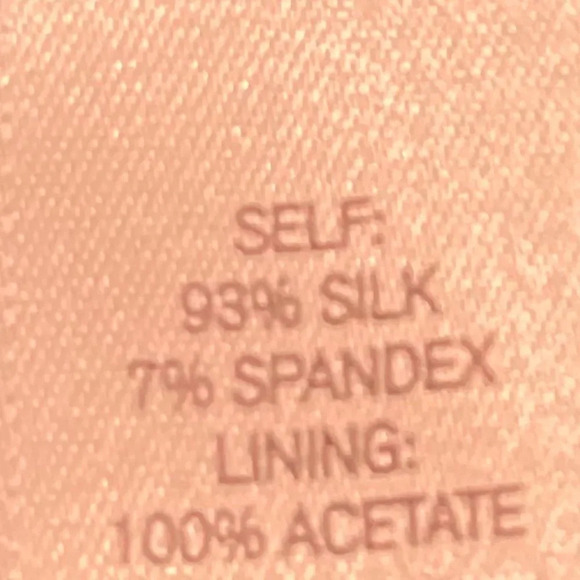 SELF:
93% SILK
7% SPANDEX
LINING:
100% ACETATE